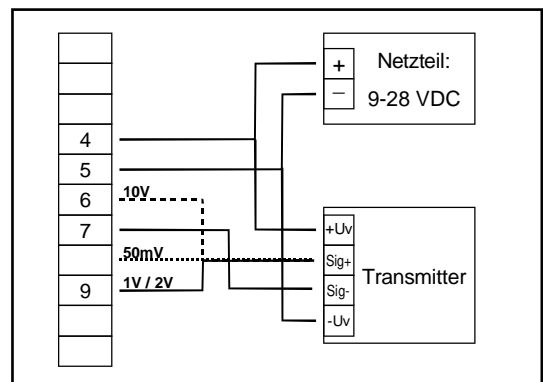 +
Netzteil:
−
9-28 VDC
4
5
10V
6
7
+Uv
50mV
Sig+
Transmitter
1V / 2V
9
Sig-
-Uv